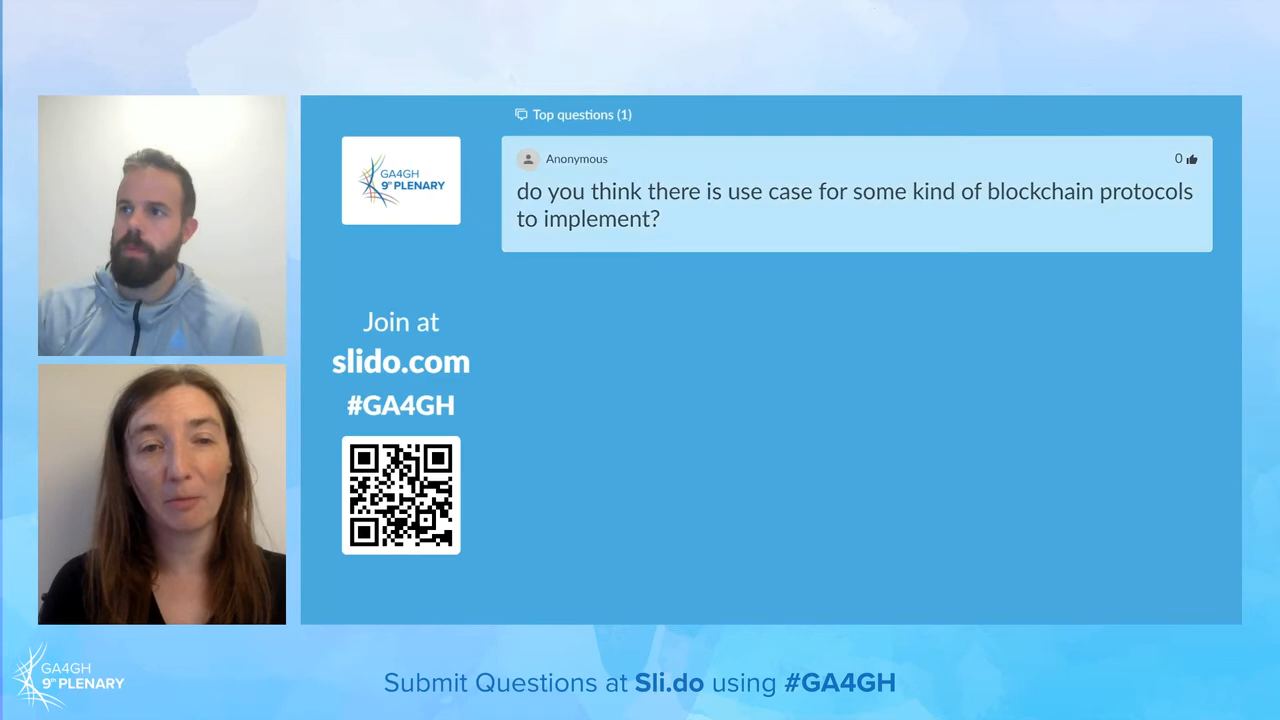 Top questions (1)
GA4GH
9TH PLENARY
Anonymous
0
do you think there is use case for some kind of blockchain protocols
to implement?
Join at
slido.com
#GA4GH
GA4GH
9TH PLENARY
Submit Questions at Sli.do using #GA4GH